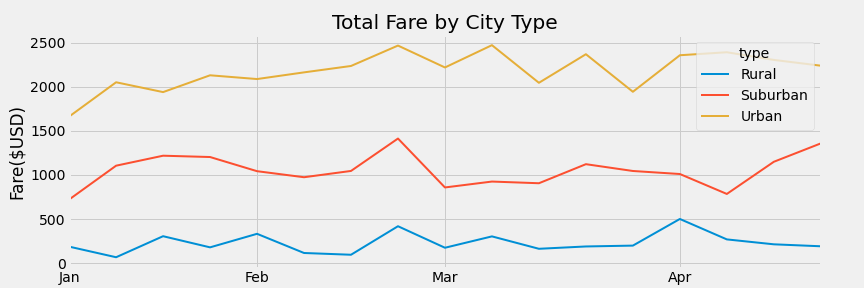 Total Fare by City Type
Fare($USD)
2500
2000
1500
1000
500
0
Jan
Feb
Mar
Apr
type
Rural
Suburban
Urban